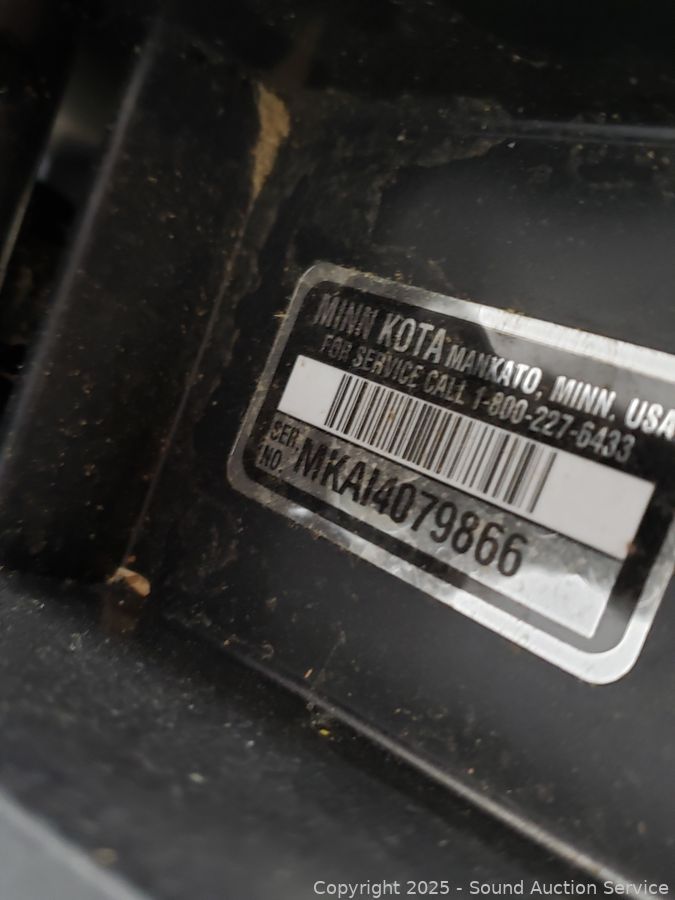 MINN KOTA MANKATO, MINN. USA
FOR SERVICE CALL 1-800-227-6433
SER.
NO. MKAI4079866
Copyright 2025 - Sound Auction Service